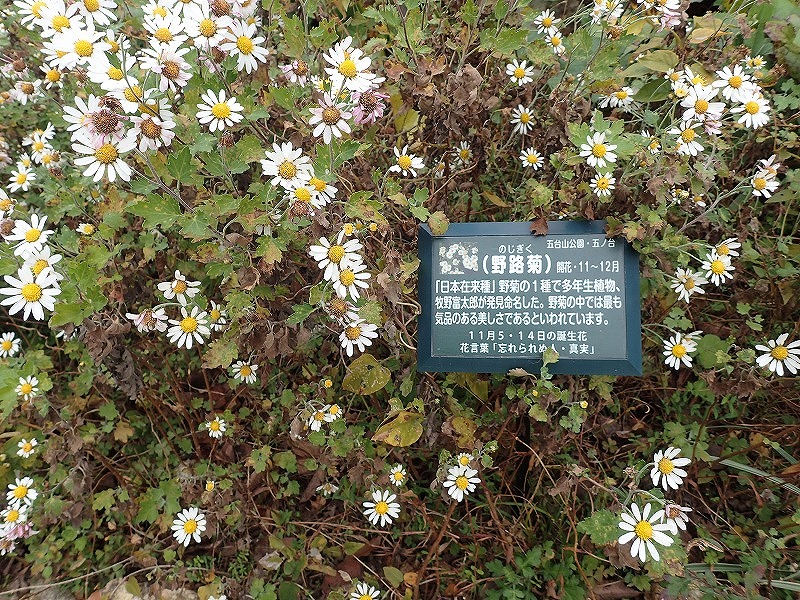 五台山公園・五ノ台
のじぎく
(野路菊) 開花・11～12月
「日本在来種」野菊の1種で多年生植物、
牧野富太郎が発見命名した。野菊の中では最も
気品のある美しさであるといわれています。
11月5・14日の誕生花
花言葉「忘れられぬ人・真実」